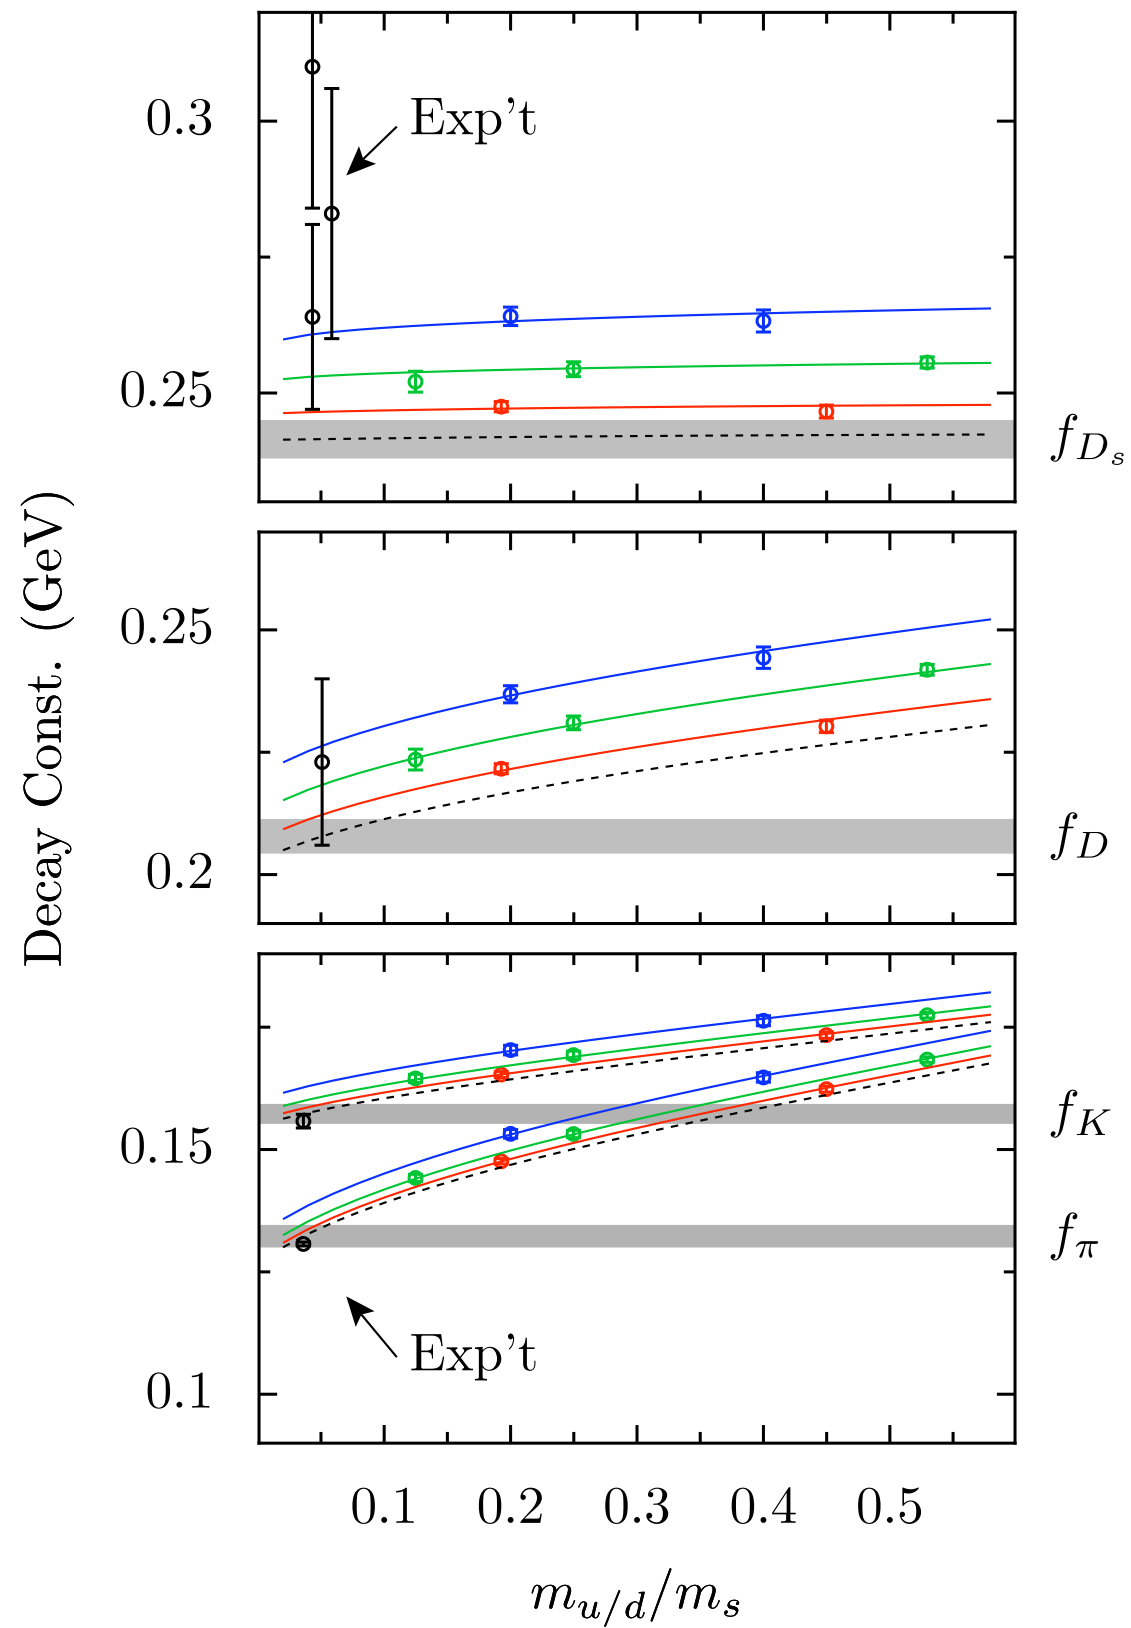 Decay Const. (GeV)
0.3
Exp't
0.25
f_{D_s}
0.25
0.2
f_D
0.15
0.1
f_K
f_π
Exp't
0.1 0.2 0.3 0.4 0.5
m_{u/d}/m_s